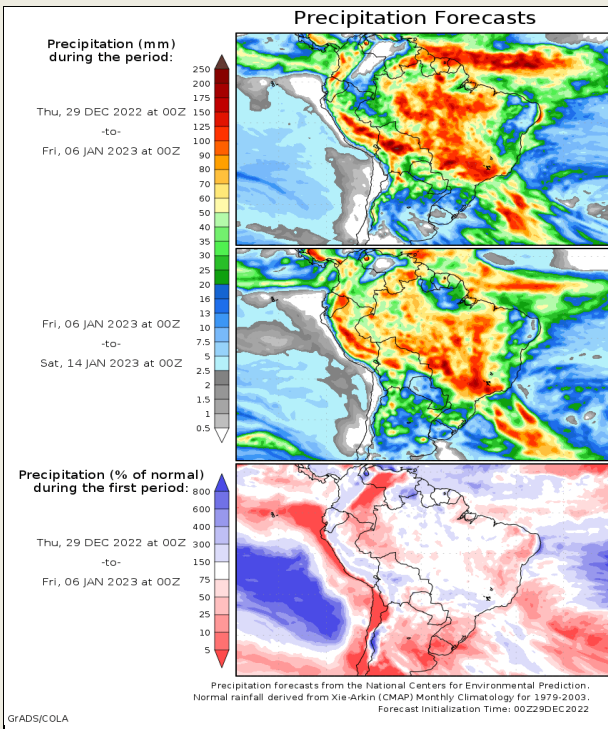 Precipitation Forecasts
Precipitation (mm)
during the period:
Thu, 29 DEC 2022 at 00Z
-to-
Fri, 06 JAN 2023 at 00Z
250
200
175
150
125
100
90
80
70
60
50
40
35
30
25
20
16
13
10
7.5
5
2.5
2
1.5
1
0.5
Fri, 06 JAN 2023 at 00Z
-to-
Sat, 14 JAN 2023 at 00Z
Precipitation (% of normal)
during the first period:
Thu, 29 DEC 2022 at 00Z
-to-
Fri, 06 JAN 2023 at 00Z
800
600
400
300
150
75
50
25
10
5
Precipitation forecasts from the National Centers for Environmental Prediction.
Normal rainfall derived from Xie-Arkin (CMAP) Monthly Climatology for 1979-2003.
Forecast Initialization Time: 00Z29DEC2022
GrADS/COLA